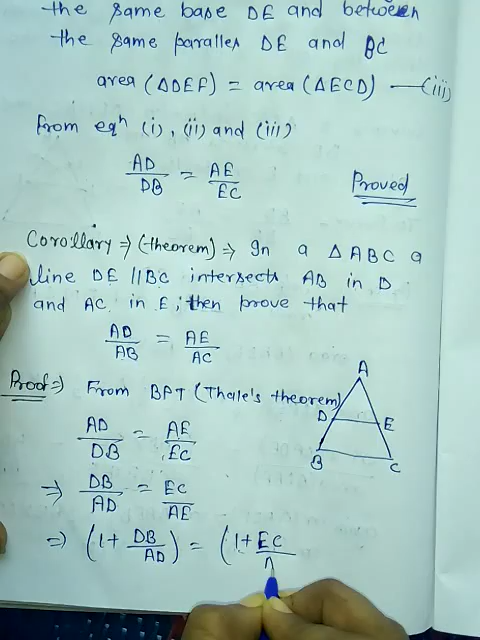 the same base DE and between
the same paralles DE and BC
area (ΔDEF) = area (ΔECD) —(iii)
From eqⁿ (i), (ii) and (iii)
AD/DB = AE/EC
Proved
Corollary ⇒ (theorem) ⇒ In a ΔABC a
line DE ∥ BC intersects AB in D
and AC in E; then prove that
AD/AB = AE/AC
Proof ⇒ From BPT (Thale's theorem)
AD/DB = AE/EC
⇒ DB/AD = EC/AE
⇒ (1 + DB/AD) = (1 + EC/A
A
D
E
B
C